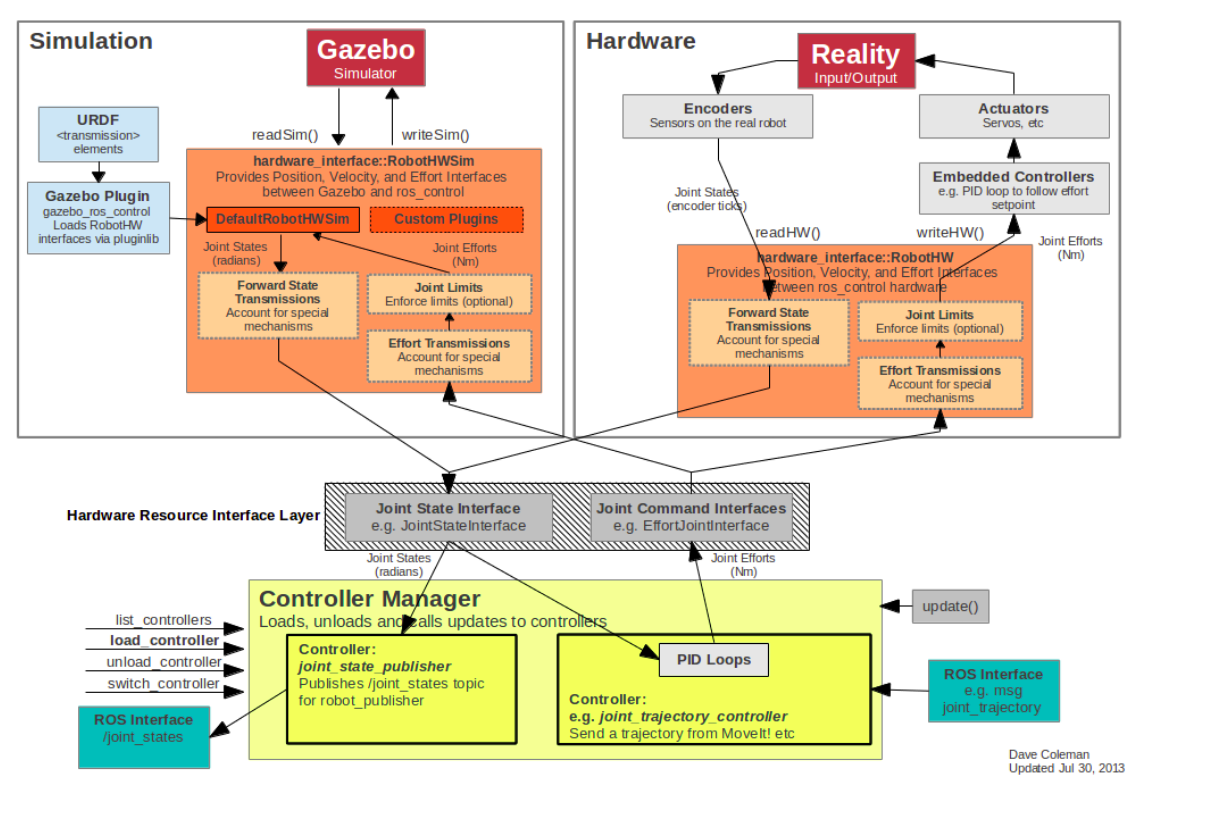 Simulation
Gazebo
Simulator
readSim()
writeSim()
URDF
<transmission>
elements
Gazebo Plugin
gazebo_ros_control
Loads RobotHW
interfaces via pluginlib
hardware_interface::RobotHWSim
Provides Position, Velocity, and Effort Interfaces
between Gazebo and ros_control
DefaultRobotHWSim
Custom Plugins
Joint States
(radians)
Joint Efforts
(Nm)
Forward State
Transmissions
Account for special
mechanisms
Joint Limits
Enforce limits (optional)
Effort Transmissions
Account for special
mechanisms
Hardware
Reality
Input/Output
Encoders
Sensors on the real robot
Actuators
Servos, etc
Embedded Controllers
e.g. PID loop to follow effort
setpoint
Joint States
(encoder ticks)
readHW()
writeHW()
Joint Efforts
(Nm)
hardware_interface::RobotHW
Provides Position, Velocity, and Effort Interfaces
between ros_control hardware
Forward State
Transmissions
Account for special
mechanisms
Joint Limits
Enforce limits (optional)
Effort Transmissions
Account for special
mechanisms
Hardware Resource Interface Layer
Joint State Interface
e.g. JointStateInterface
Joint Command Interfaces
e.g. EffortJointInterface
Joint States
(radians)
Joint Efforts
(Nm)
Controller Manager
Loads, unloads and calls updates to controllers
list_controllers
load_controller
unload_controller
switch_controller
update()
Controller:
joint_state_publisher
Publishes /joint_states topic
for robot_publisher
PID Loops
Controller:
e.g. joint_trajectory_controller
Send a trajectory from MoveIt! etc
ROS Interface
/joint_states
ROS Interface
e.g. msg
joint_trajectory
Dave Coleman
Updated Jul 30, 2013